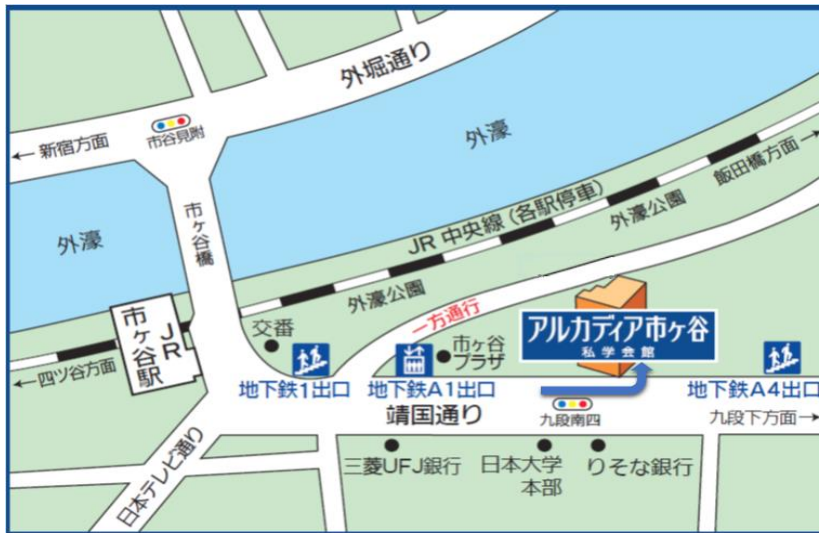 外堀通り
← 新宿方面
市谷見附
外濠
飯田橋方面→
市ヶ谷橋
JR 中央線(各駅停車)
外濠公園
外濠
外濠公園
一方通行
JR
市ヶ谷駅
交番
市ヶ谷
プラザ
アルカディア市ヶ谷
私学会館
←四ツ谷方面
地下鉄1出口
地下鉄A1出口
地下鉄A4出口
靖国通り
九段南四
九段下方面→
日本テレビ通り
三菱UFJ銀行
日本大学
本部
りそな銀行